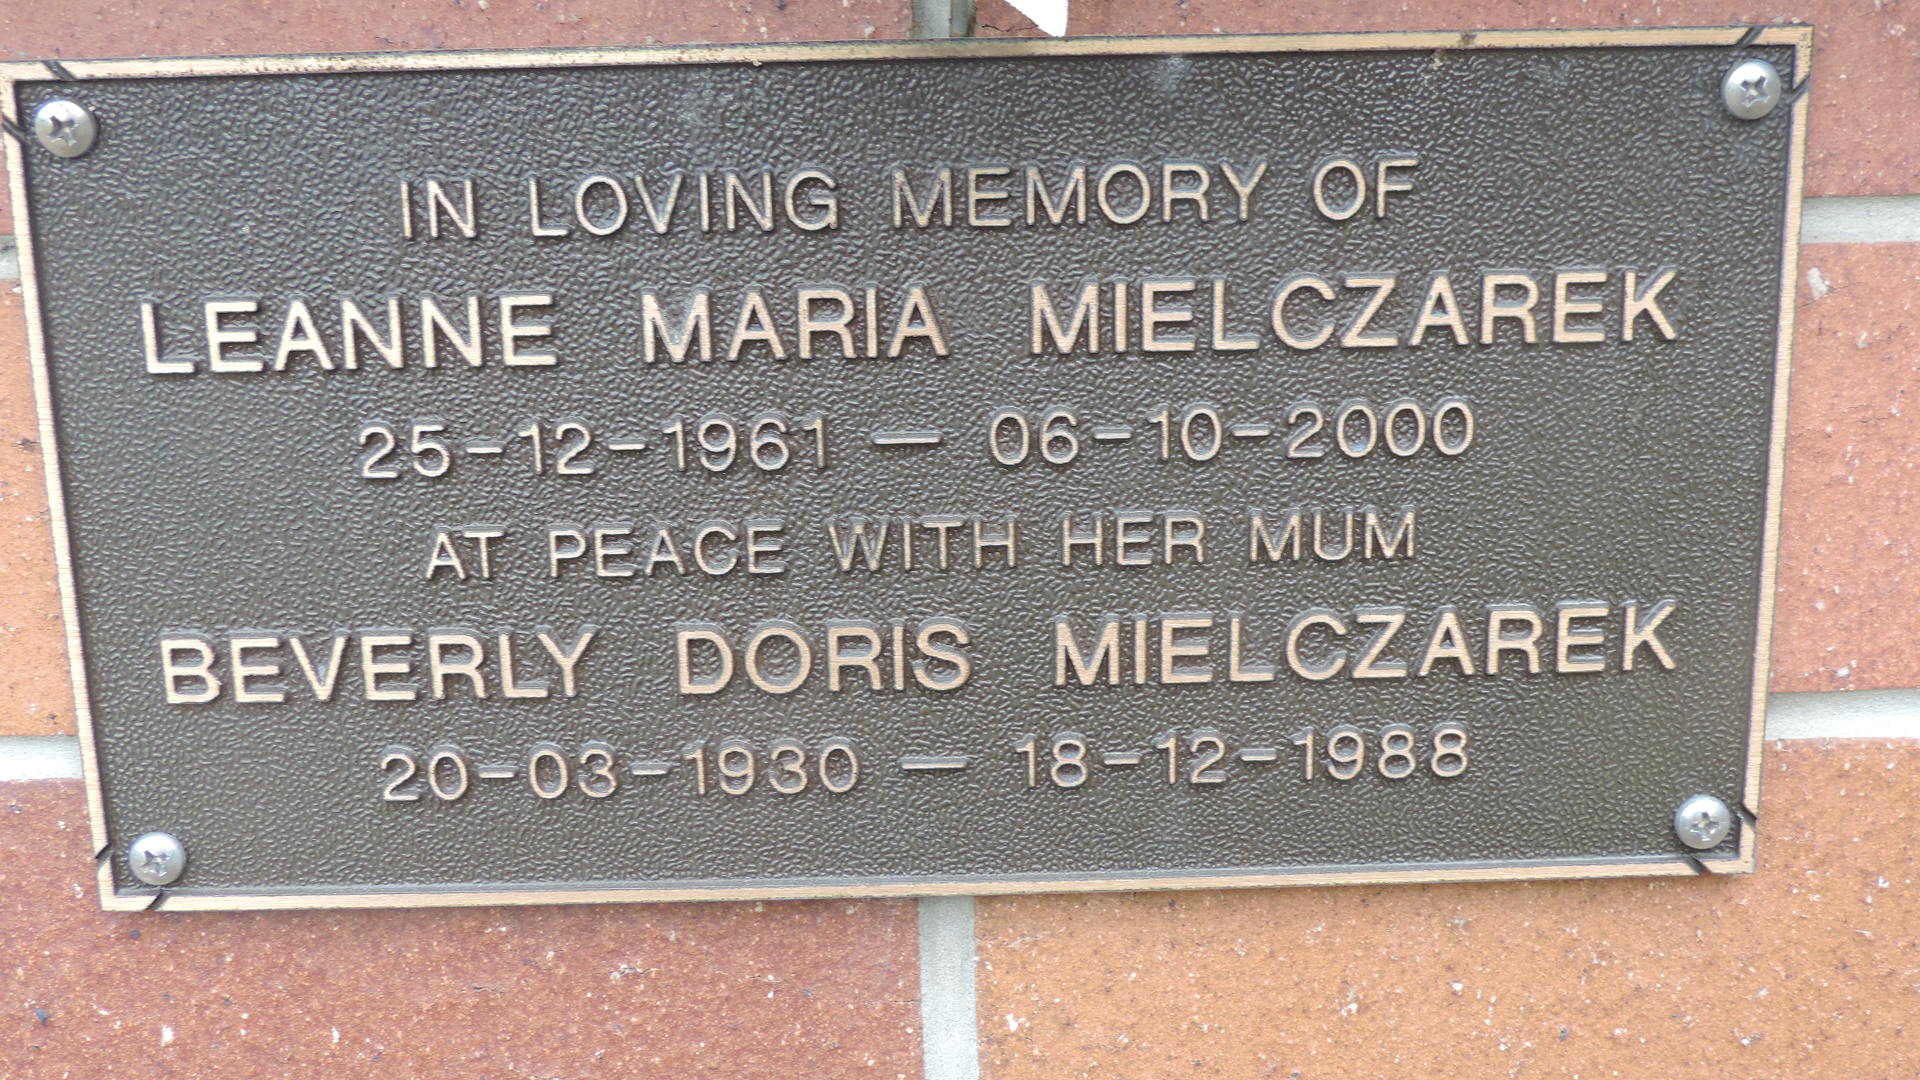 IN LOVING MEMORY OF
LEANNE MARIA MIELCZAREK
25-12-1961 — 06-10-2000
AT PEACE WITH HER MUM
BEVERLY DORIS MIELCZAREK
20-03-1930 — 18-12-1988